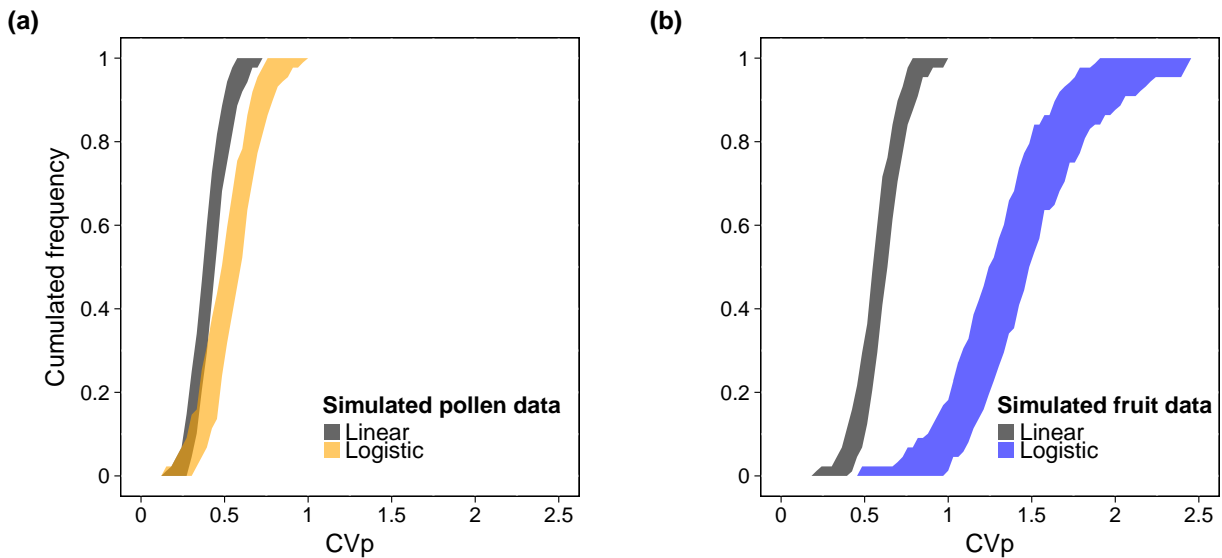 (a)
1
0.8
0.6
0.4
0.2
0
Cumulated frequency
Simulated pollen data
Linear
Logistic
0 0.5 1 1.5 2 2.5
CVp
(b)
1
0.8
0.6
0.4
0.2
0
Simulated fruit data
Linear
Logistic
0 0.5 1 1.5 2 2.5
CVp